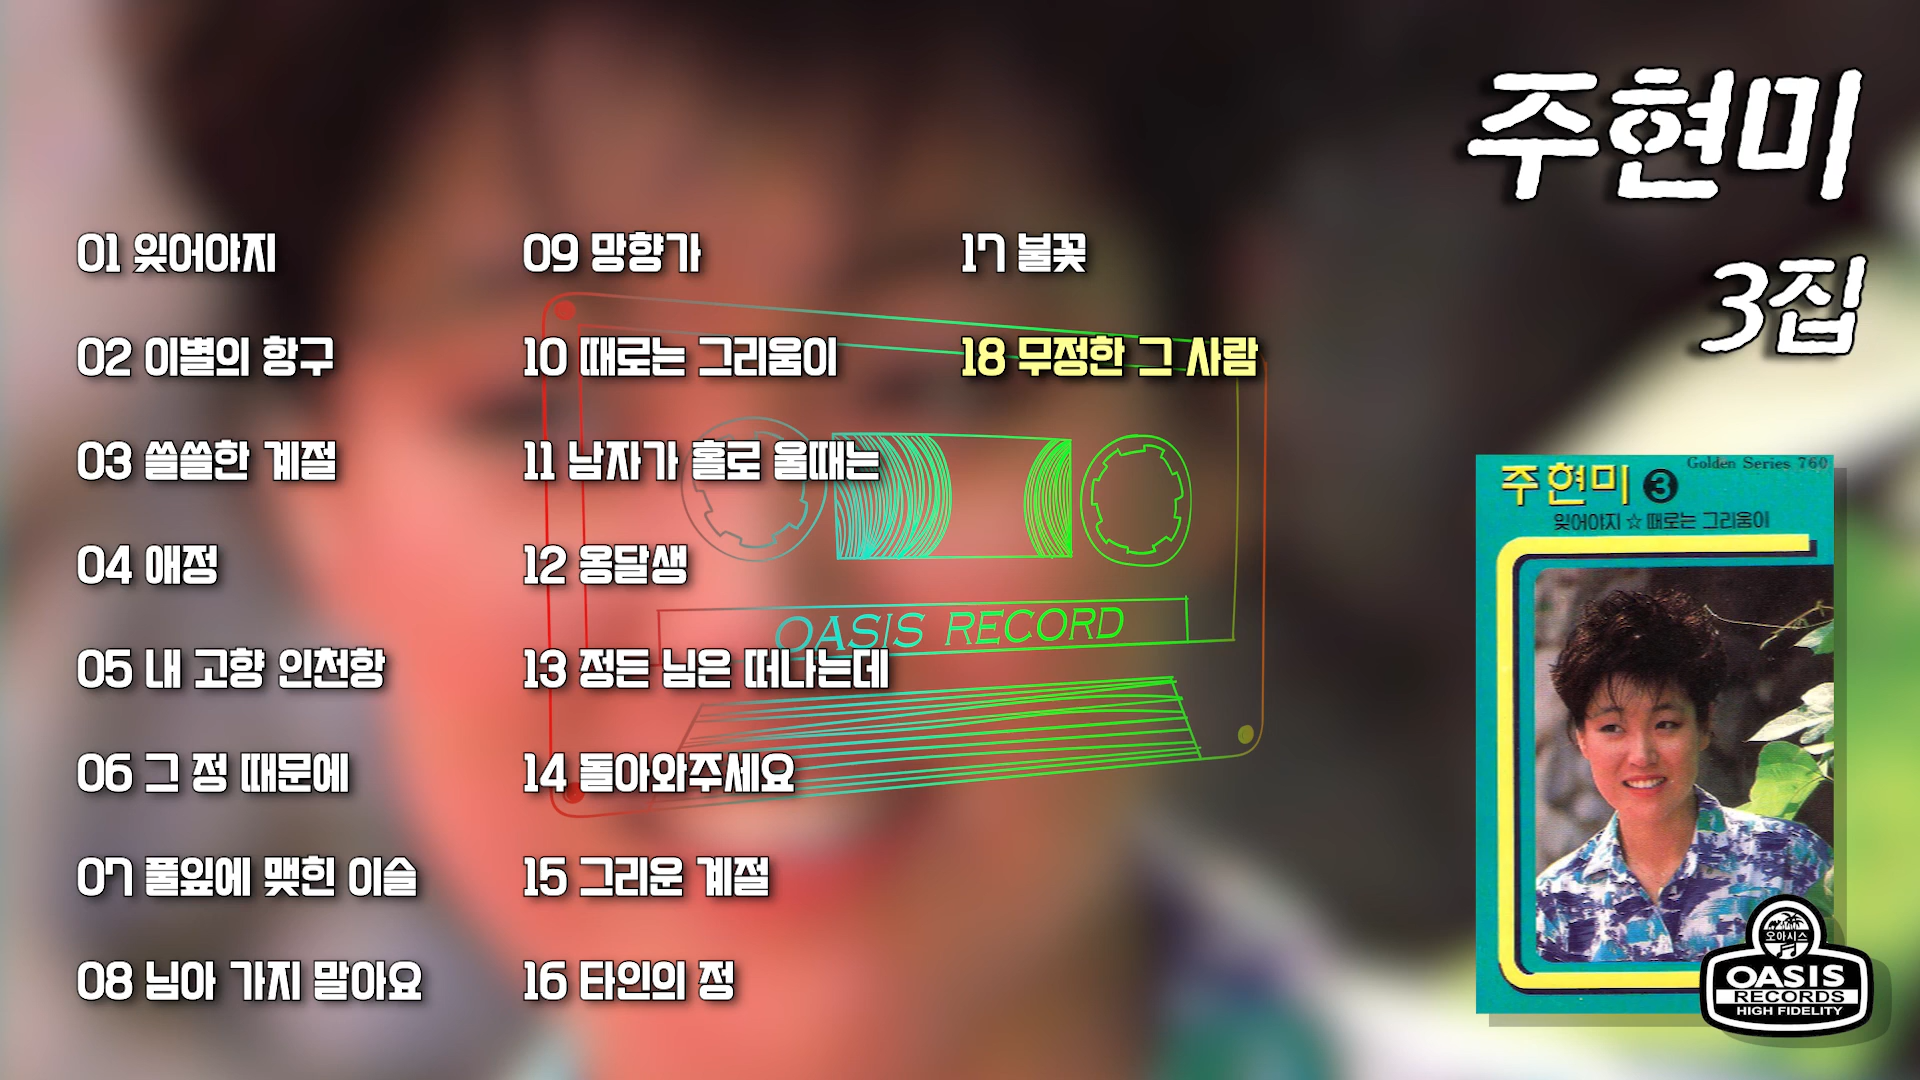 주현미
3집
01 잊어야지
02 이별의 항구
03 쓸쓸한 계절
04 애정
05 내 고향 인천항
06 그 정 때문에
07 풀잎에 맺힌 이슬
08 님아 가지 말아요
09 망향가
10 때로는 그리움이
11 남자가 홀로 울때는
12 옹달샘
13 정든 님은 떠나는데
14 돌아와주세요
15 그리운 계절
16 타인의 정
17 불꽃
18 무정한 그 사람
OASIS RECORD
Golden Series 760
주현미 3
잊어야지 ☆ 때로는 그리움이
오아시스
OASIS
RECORDS
HIGH FIDELITY